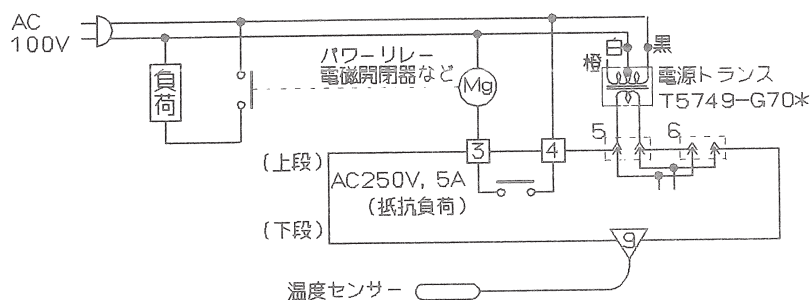 AC
100V
負荷
パワーリレー
電磁開閉器など
Mg
白
黒
橙
電源トランス
T5749-G70*
5
6
3
4
(上段)
AC250V, 5A
(抵抗負荷)
(下段)
9
温度センサー